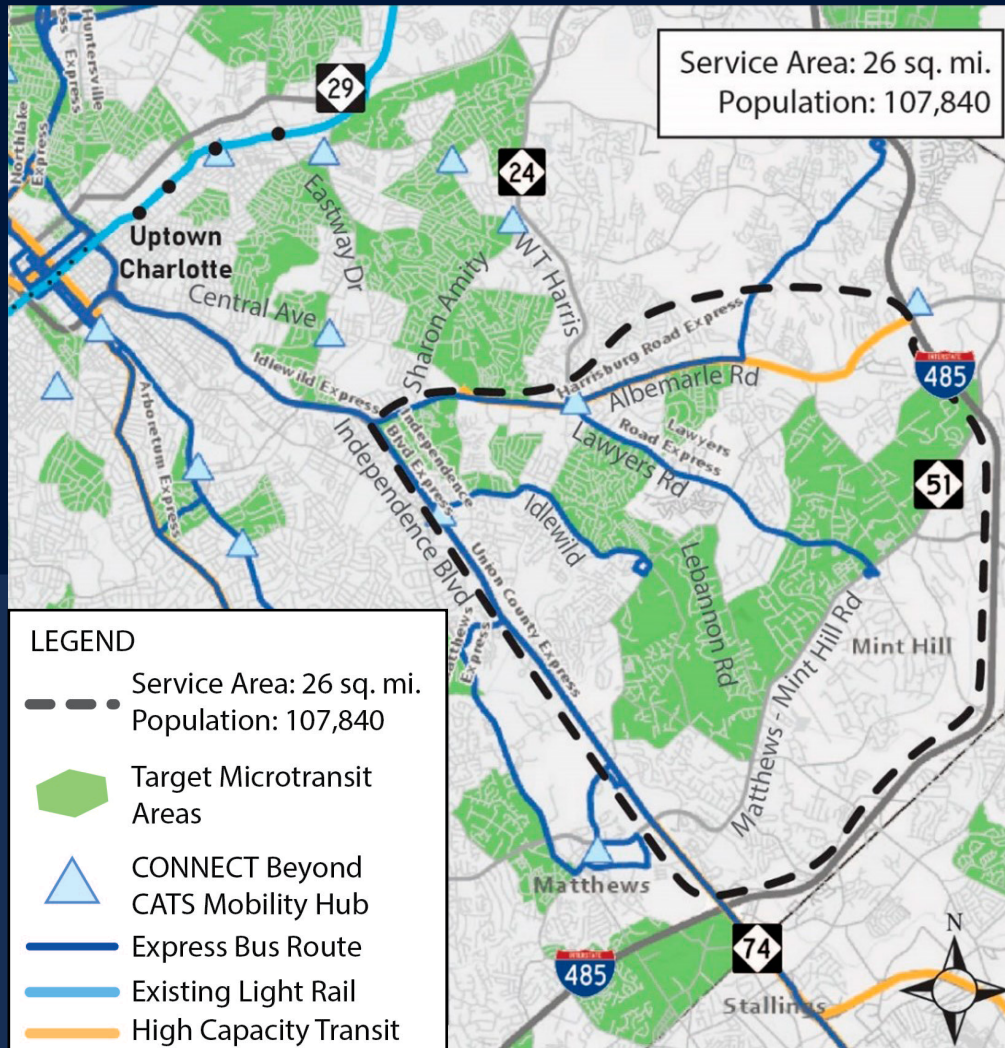 Service Area: 26 sq. mi.
Population: 107,840
Huntersville
Express
Northlake
Express
29
24
Uptown
Charlotte
Eastway Dr
Central Ave
Sharon Amity
WT Harris
Idlewild Express
Harrisburg Road Express
Albemarle Rd
INTERSTATE
485
Independence
Blvd Express
Arboretum Express
Lawyers
Road Express
Lawyers Rd
51
Independence Blvd
Idlewild
Union County Express
Lebannon Rd
Matthews - Mint Hill Rd
Mint Hill
Express
Matthews
74
INTERSTATE
485
Stallings
N
LEGEND
Service Area: 26 sq. mi.
Population: 107,840
Target Microtransit
Areas
CONNECT Beyond
CATS Mobility Hub
Express Bus Route
Existing Light Rail
High Capacity Transit